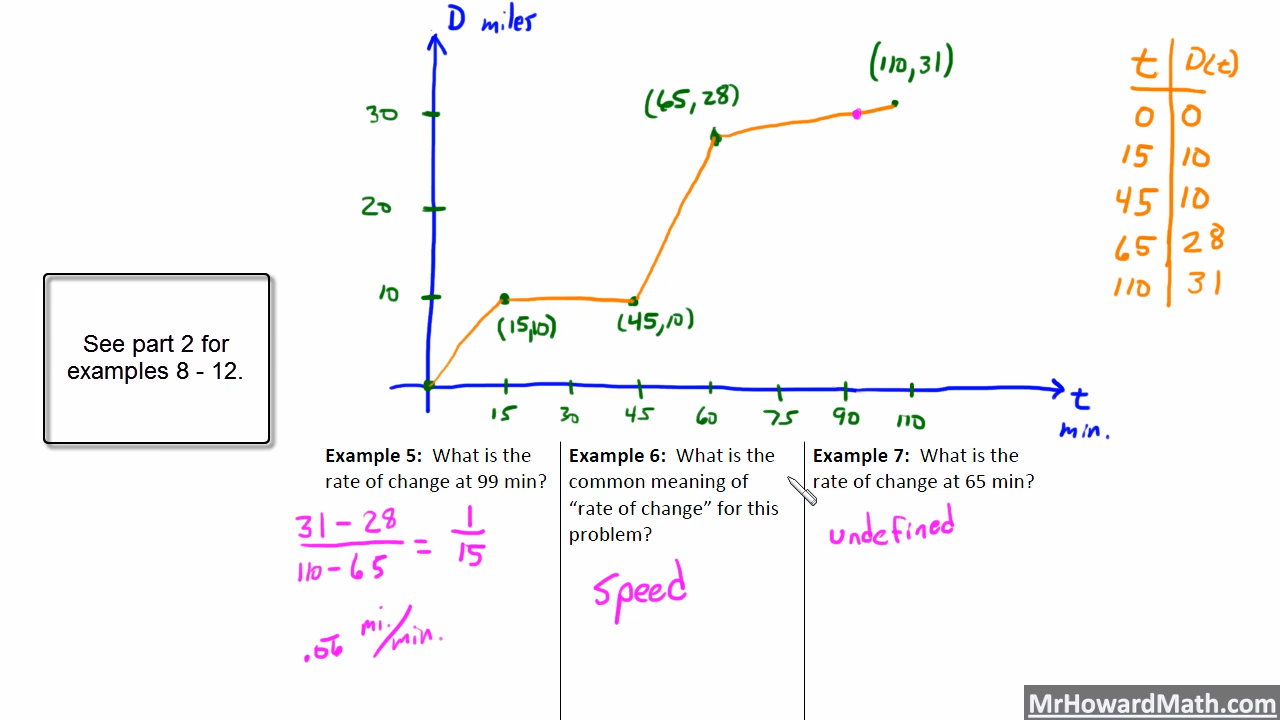 D miles
(110,31)
(65,28)
30
20
10
(15,10)
(45,10)
15 30 45 60 75 90 110
t
min.
t D(t)
0 0
15 10
45 10
65 28
110 31
See part 2 for
examples 8 - 12.
Example 5: What is the
rate of change at 99 min?
31 - 28
110 - 65
=
1
15
.06̅ mi./min.
Example 6: What is the
common meaning of
“rate of change” for this
problem?
speed
Example 7: What is the
rate of change at 65 min?
undefined
MrHowardMath.com